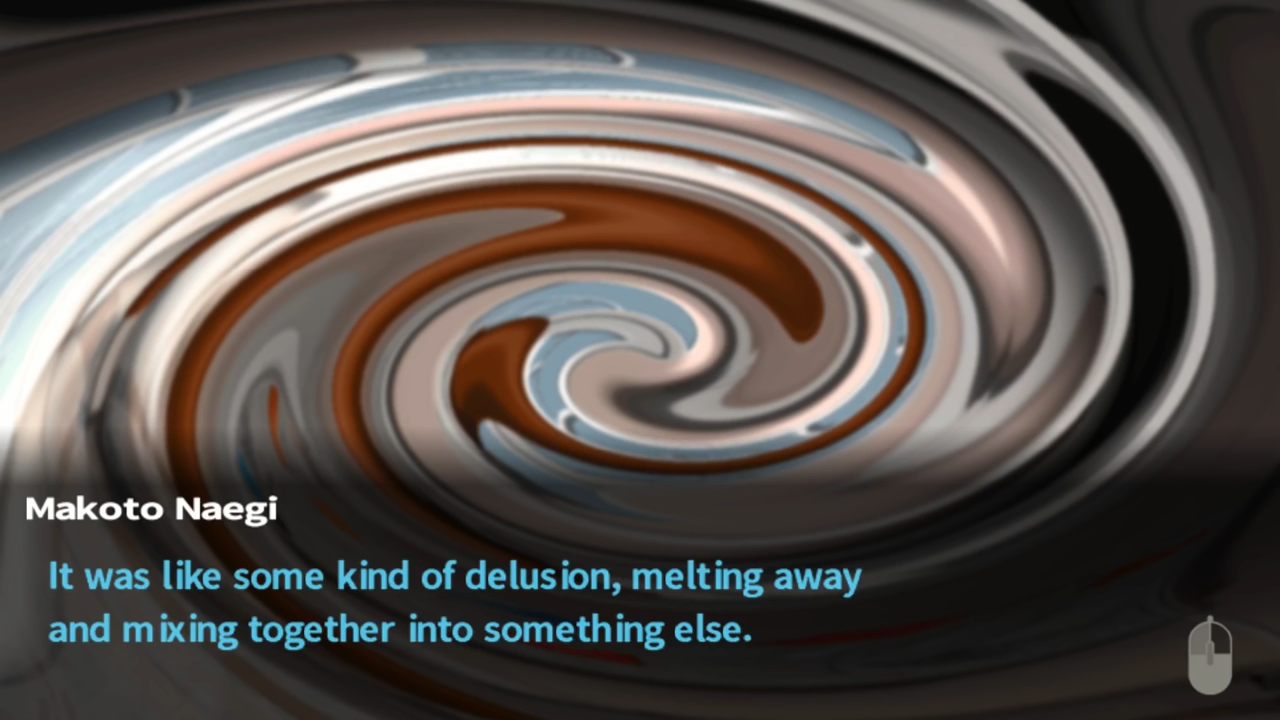 Makoto Naegi
It was like some kind of delusion, melting away
and mixing together into something else.